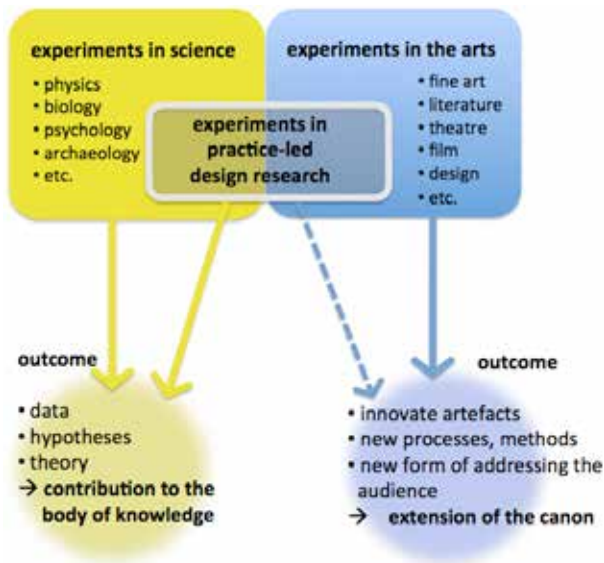 experiments in science
• physics
• biology
• psychology
• archaeology
• etc.
experiments in the arts
• fine art
• literature
• theatre
• film
• design
• etc.
experiments in
practice-led
design research
outcome
• data
• hypotheses
• theory
→ contribution to the
body of knowledge
outcome
• innovate artefacts
• new processes, methods
• new form of addressing the
audience
→ extension of the canon